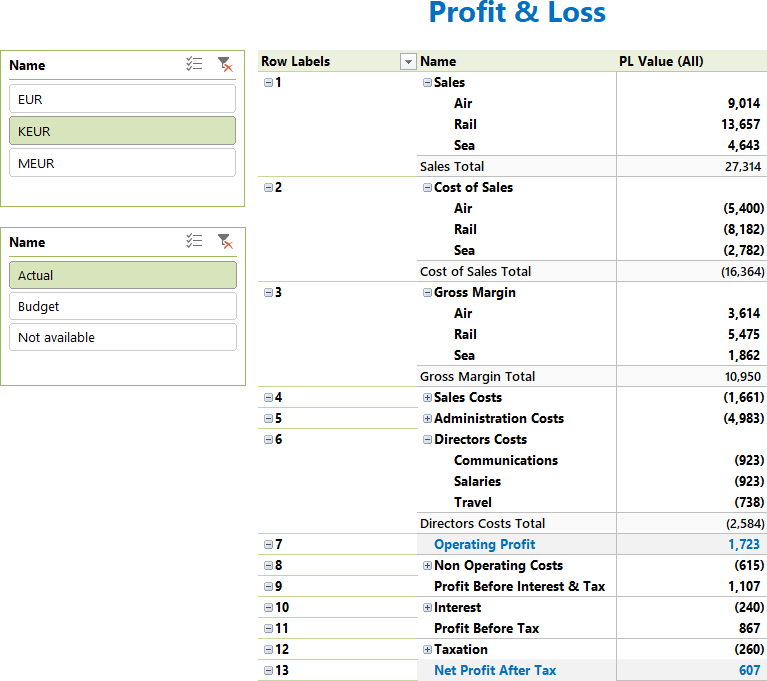 Profit & Loss
Name
EUR
KEUR
MEUR
Name
Actual
Budget
Not available
Row Labels Name PL Value (All)
1 Sales
Air 9,014
Rail 13,657
Sea 4,643
Sales Total 27,314
2 Cost of Sales
Air (5,400)
Rail (8,182)
Sea (2,782)
Cost of Sales Total (16,364)
3 Gross Margin
Air 3,614
Rail 5,475
Sea 1,862
Gross Margin Total 10,950
4 Sales Costs (1,661)
5 Administration Costs (4,983)
6 Directors Costs
Communications (923)
Salaries (923)
Travel (738)
Directors Costs Total (2,584)
7 Operating Profit 1,723
8 Non Operating Costs (615)
9 Profit Before Interest & Tax 1,107
10 Interest (240)
11 Profit Before Tax 867
12 Taxation (260)
13 Net Profit After Tax 607